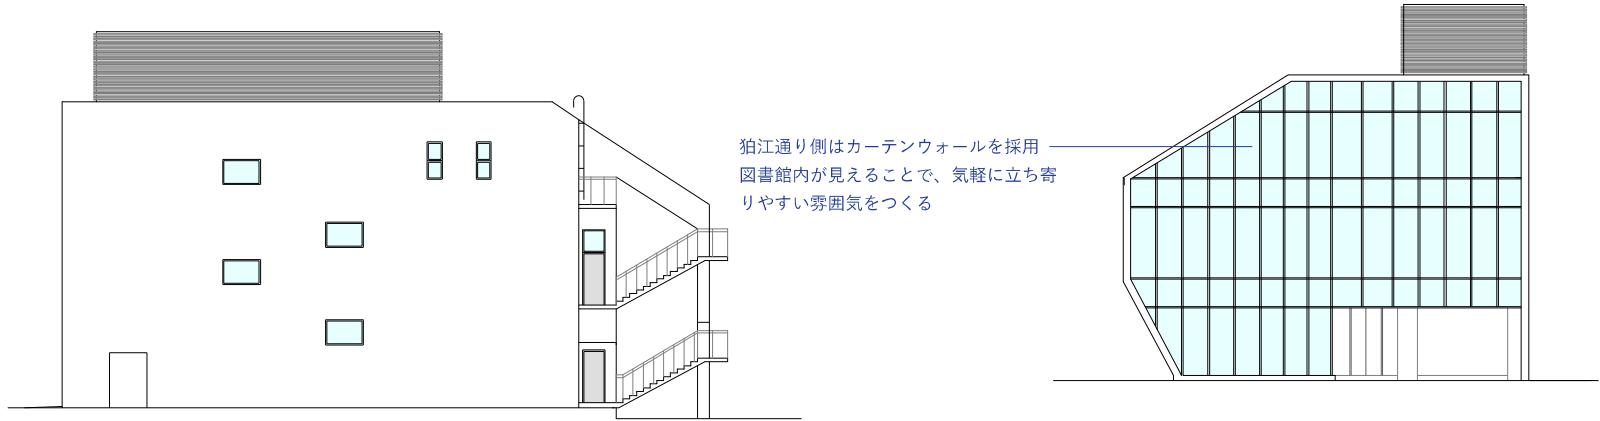 狛江通り側はカーテンウォールを採用
図書館内が見えることで、気軽に立ち寄
りやすい雰囲気をつくる